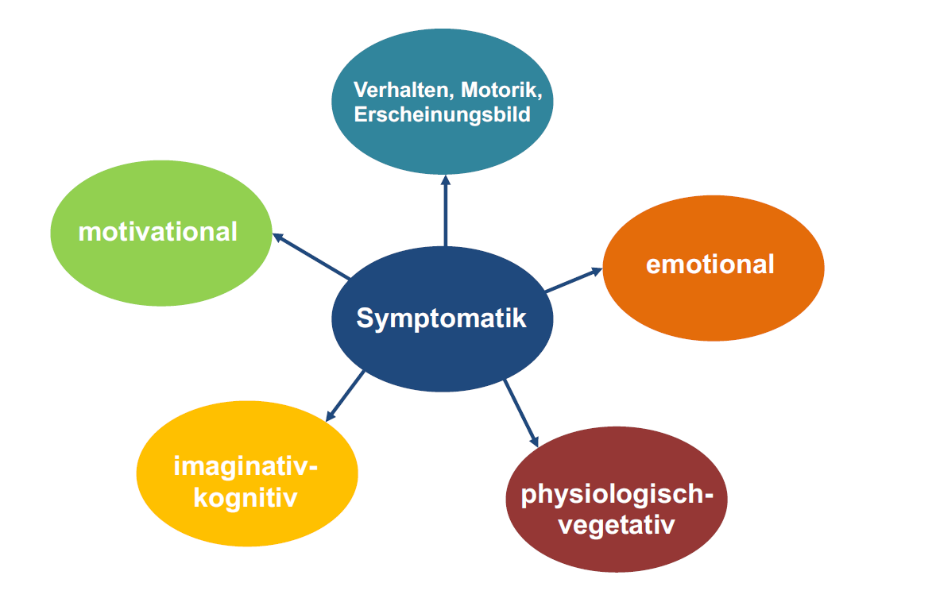 Verhalten, Motorik,
Erscheinungsbild
motivational
emotional
Symptomatik
imaginativ-
kognitiv
physiologisch-
vegetativ